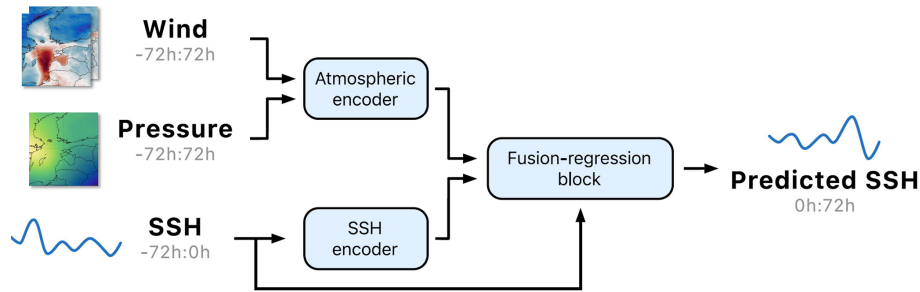 Wind
-72h:72h
Atmospheric
encoder
Pressure
-72h:72h
Fusion-regression
block
Predicted SSH
0h:72h
SSH
-72h:0h
SSH
encoder